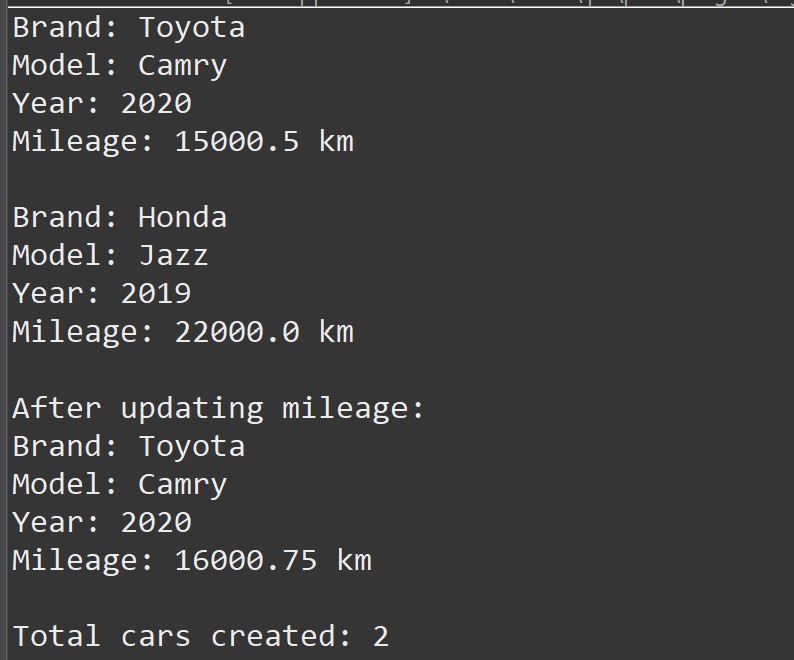 Brand: Toyota
Model: Camry
Year: 2020
Mileage: 15000.5 km
Brand: Honda
Model: Jazz
Year: 2019
Mileage: 22000.0 km
After updating mileage:
Brand: Toyota
Model: Camry
Year: 2020
Mileage: 16000.75 km
Total cars created: 2